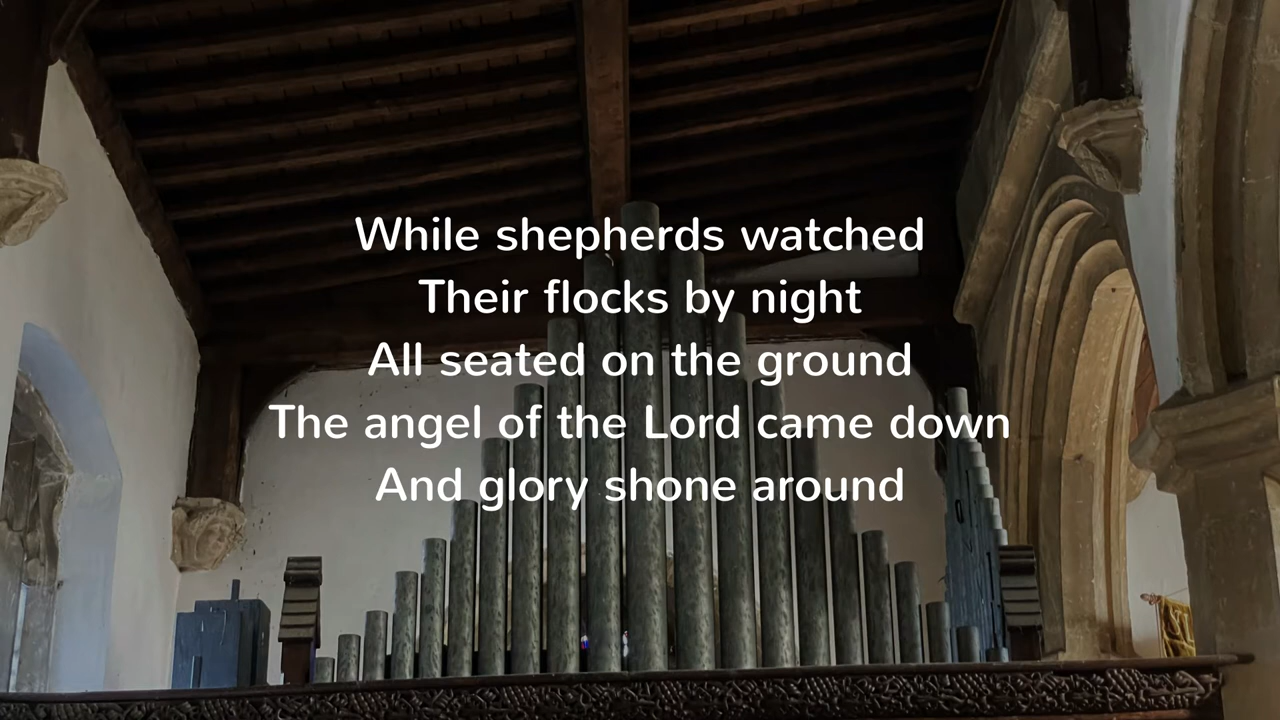 While shepherds watched
Their flocks by night
All seated on the ground
The angel of the Lord came down
And glory shone around